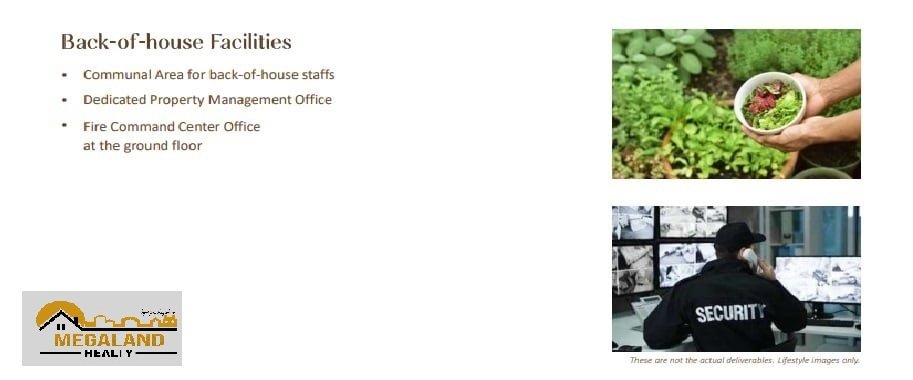 Back-of-house Facilities
• Communal Area for back-of-house staffs
• Dedicated Property Management Office
• Fire Command Center Office
at the ground floor
SECURITY
MEGALAND
REALTY
These are not the actual deliverables. Lifestyle images only.